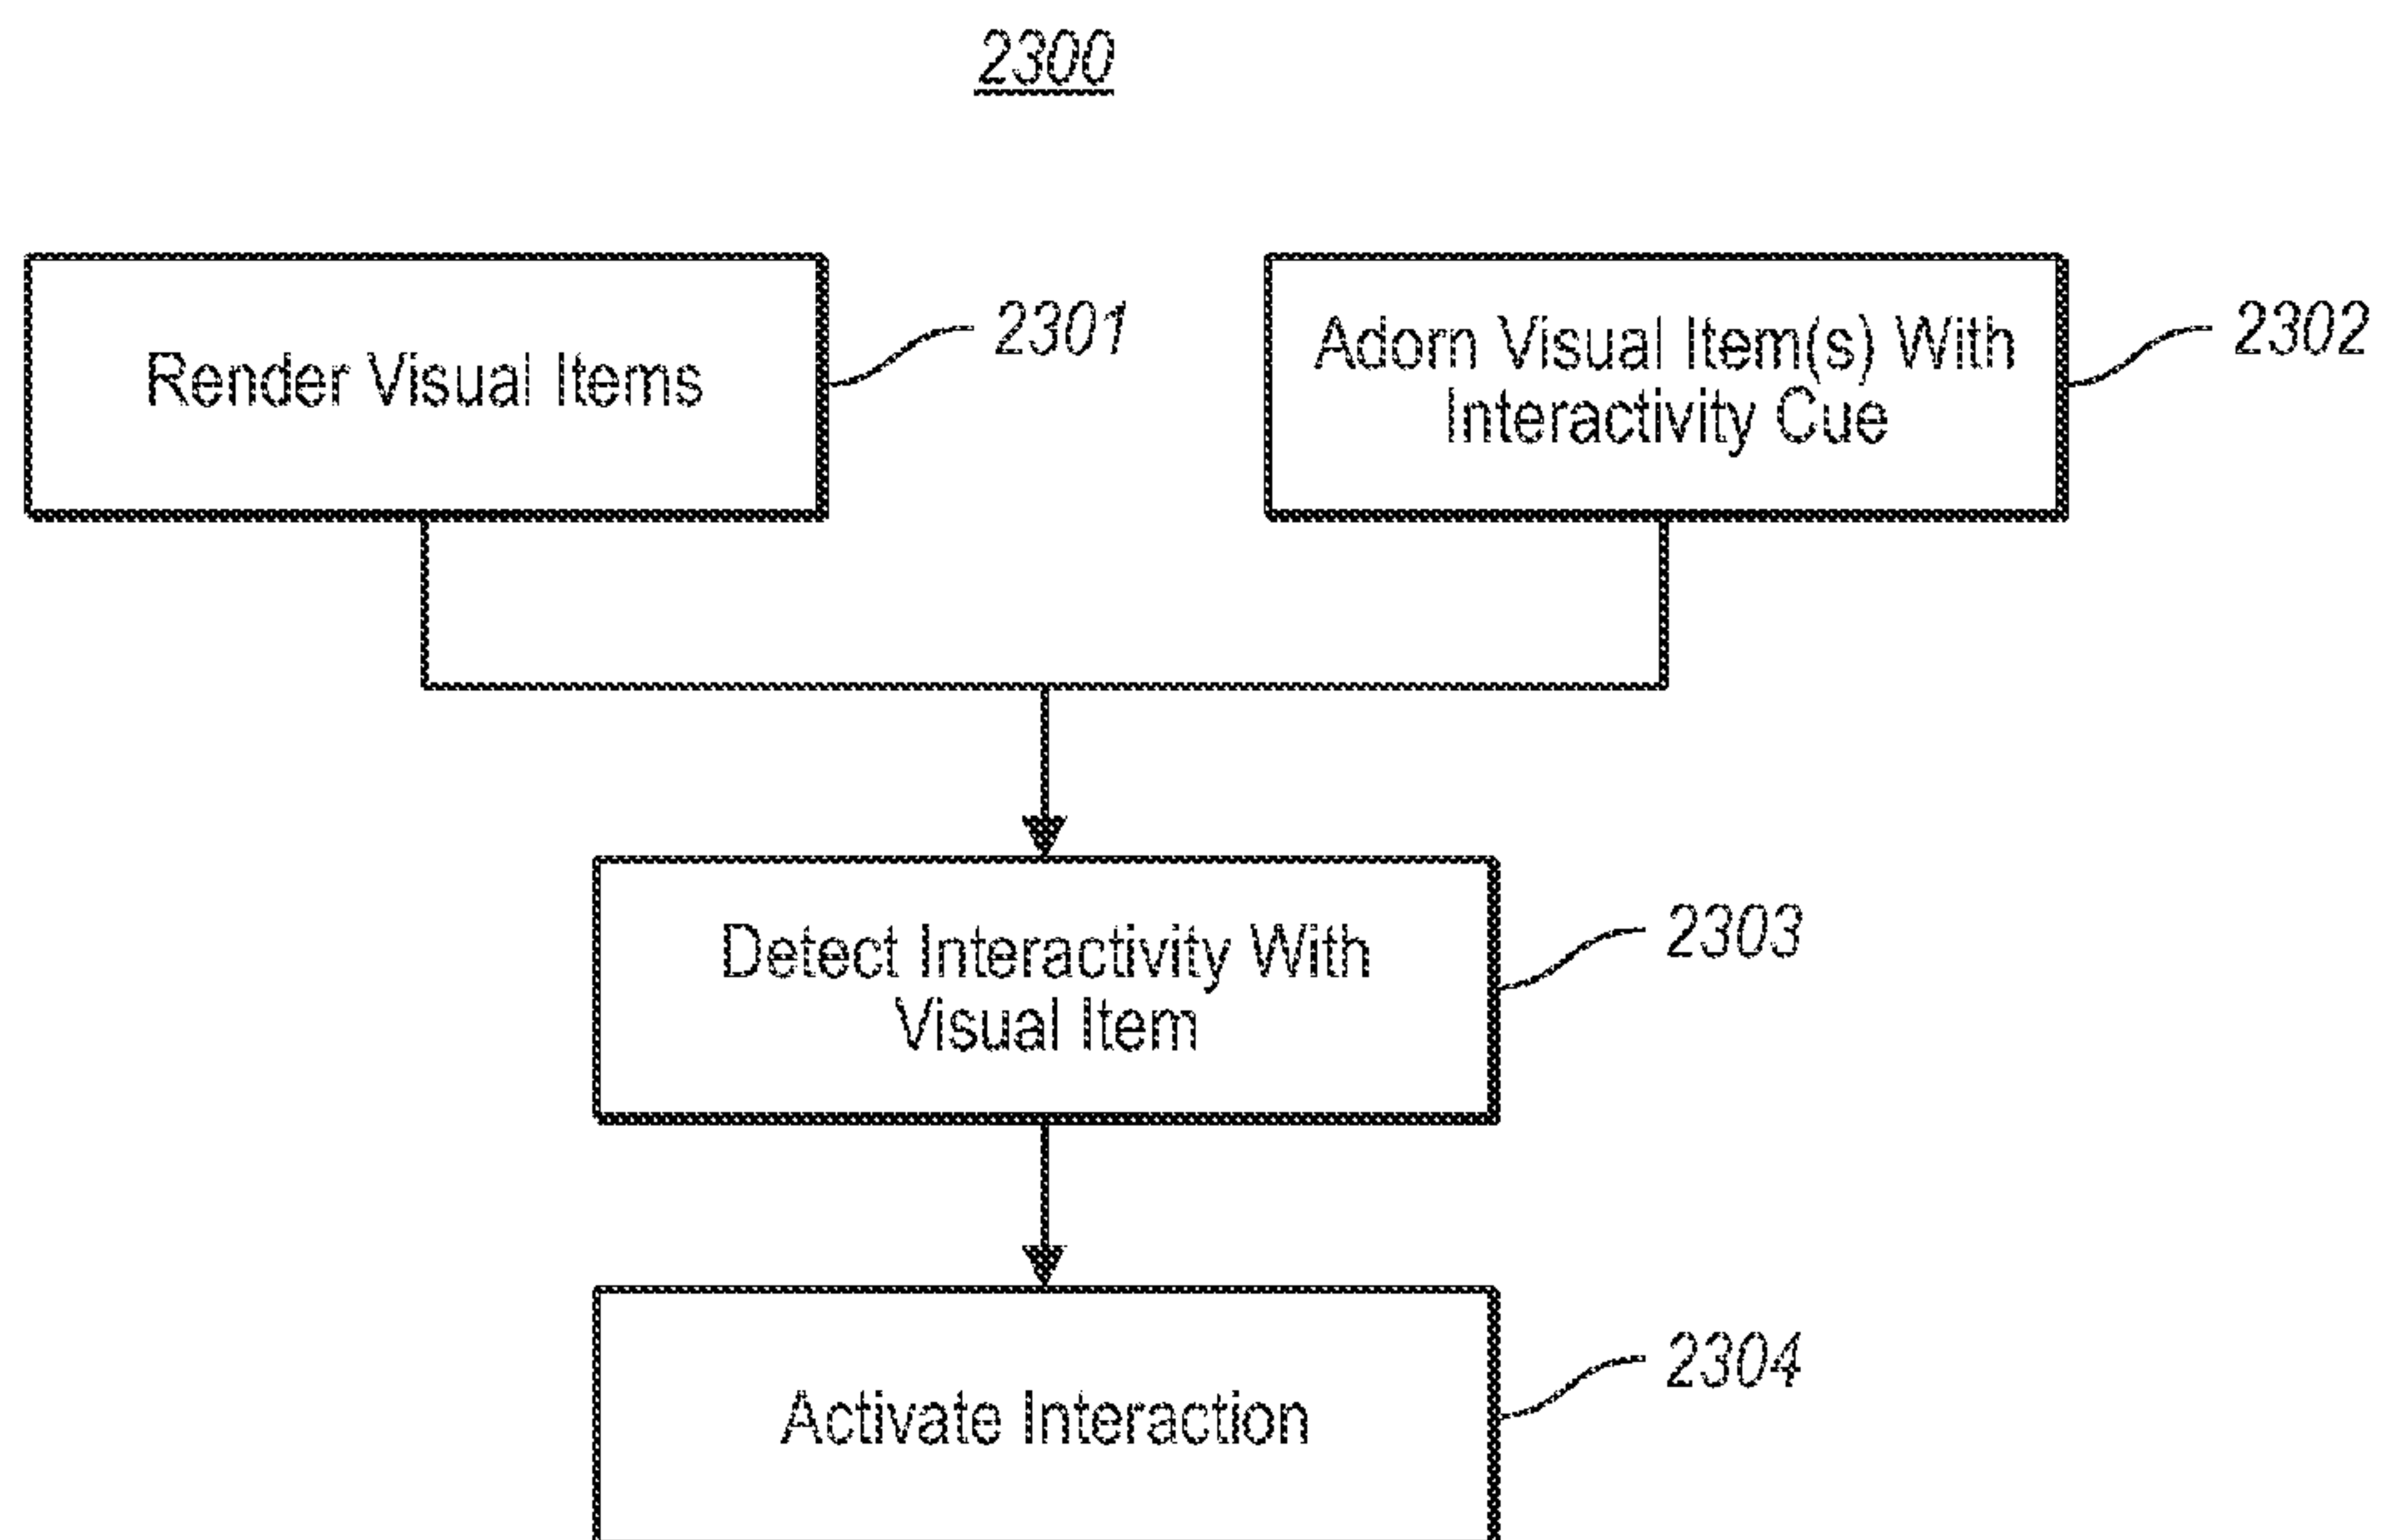 2300
Render Visual Items
2301
Adorn Visual Item(s) With
Interactivity Cue
2302
Detect Interactivity With
Visual Item
2303
Activate Interaction
2304